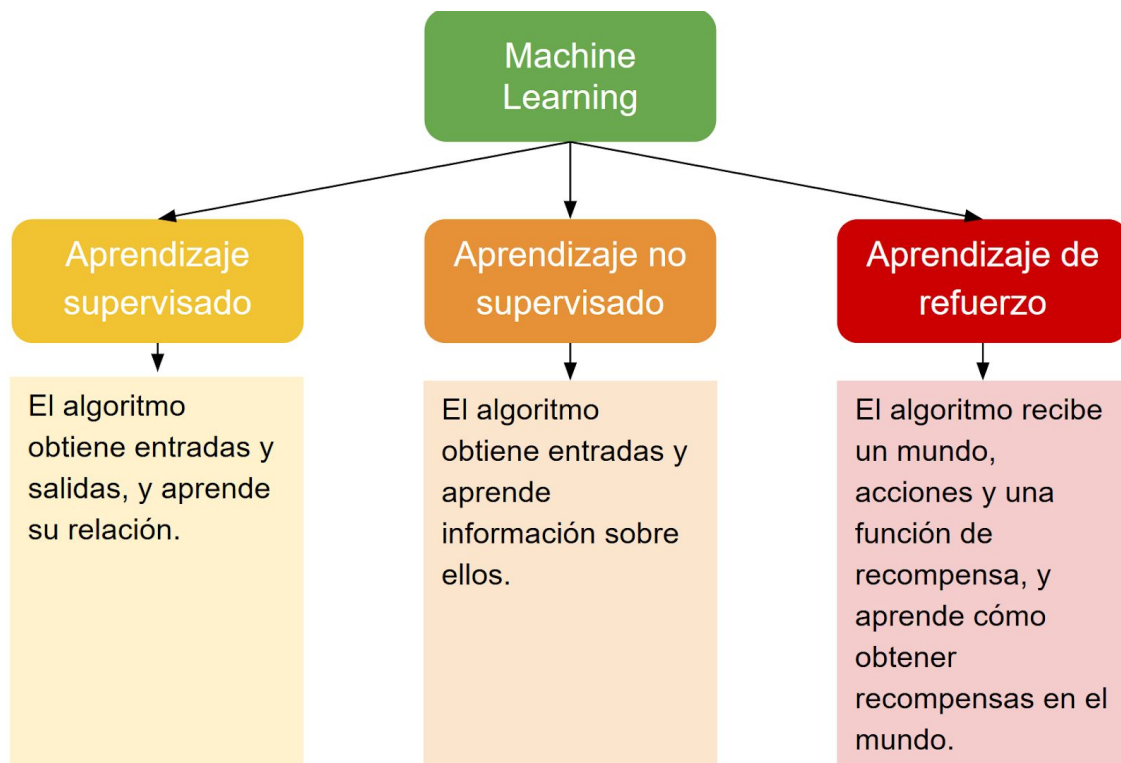 Machine
Learning
Aprendizaje
supervisado
Aprendizaje no
supervisado
Aprendizaje de
refuerzo
El algoritmo
obtiene entradas y
salidas, y aprende
su relación.
El algoritmo
obtiene entradas y
aprende
información sobre
ellos.
El algoritmo recibe
un mundo,
acciones y una
función de
recompensa, y
aprende cómo
obtener
recompensas en el
mundo.